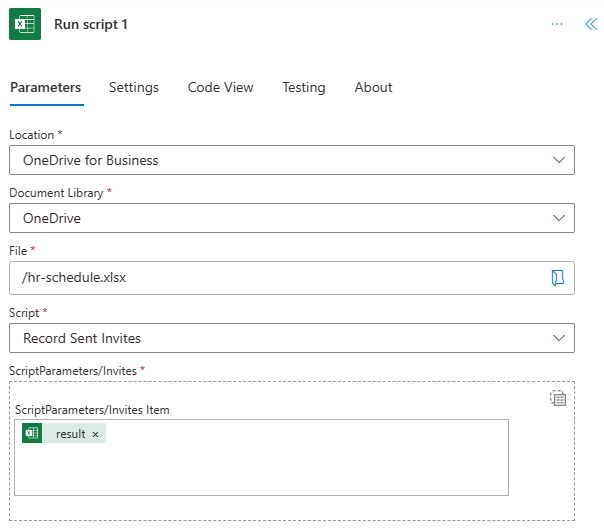 Run script 1
Parameters Settings Code View Testing About
Location *
OneDrive for Business
Document Library *
OneDrive
File *
/hr-schedule.xlsx
Script *
Record Sent Invites
ScriptParameters/Invites *
ScriptParameters/Invites Item
result ×